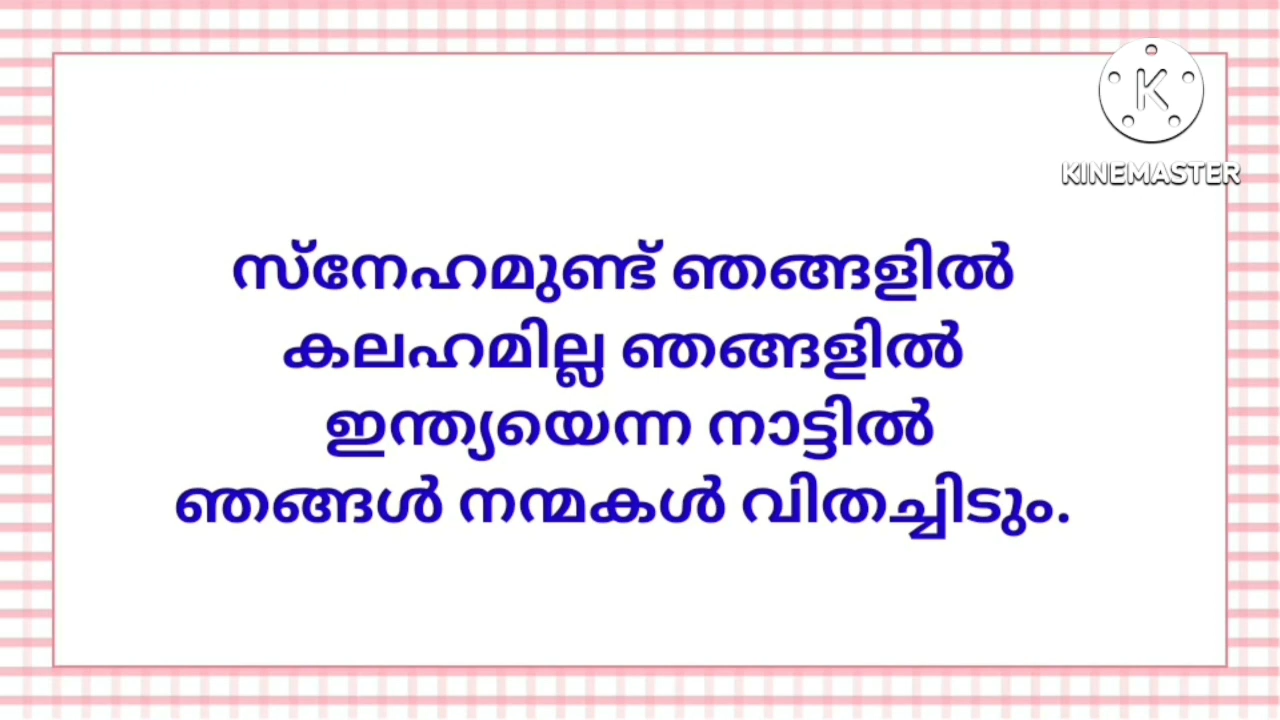 K
KINEMASTER
സ്നേഹമുണ്ട് ഞങ്ങളിൽ
കലഹമില്ല ഞങ്ങളിൽ
ഇന്ത്യയെന്ന നാട്ടിൽ
ഞങ്ങൾ നന്മകൾ വിതച്ചിടും.